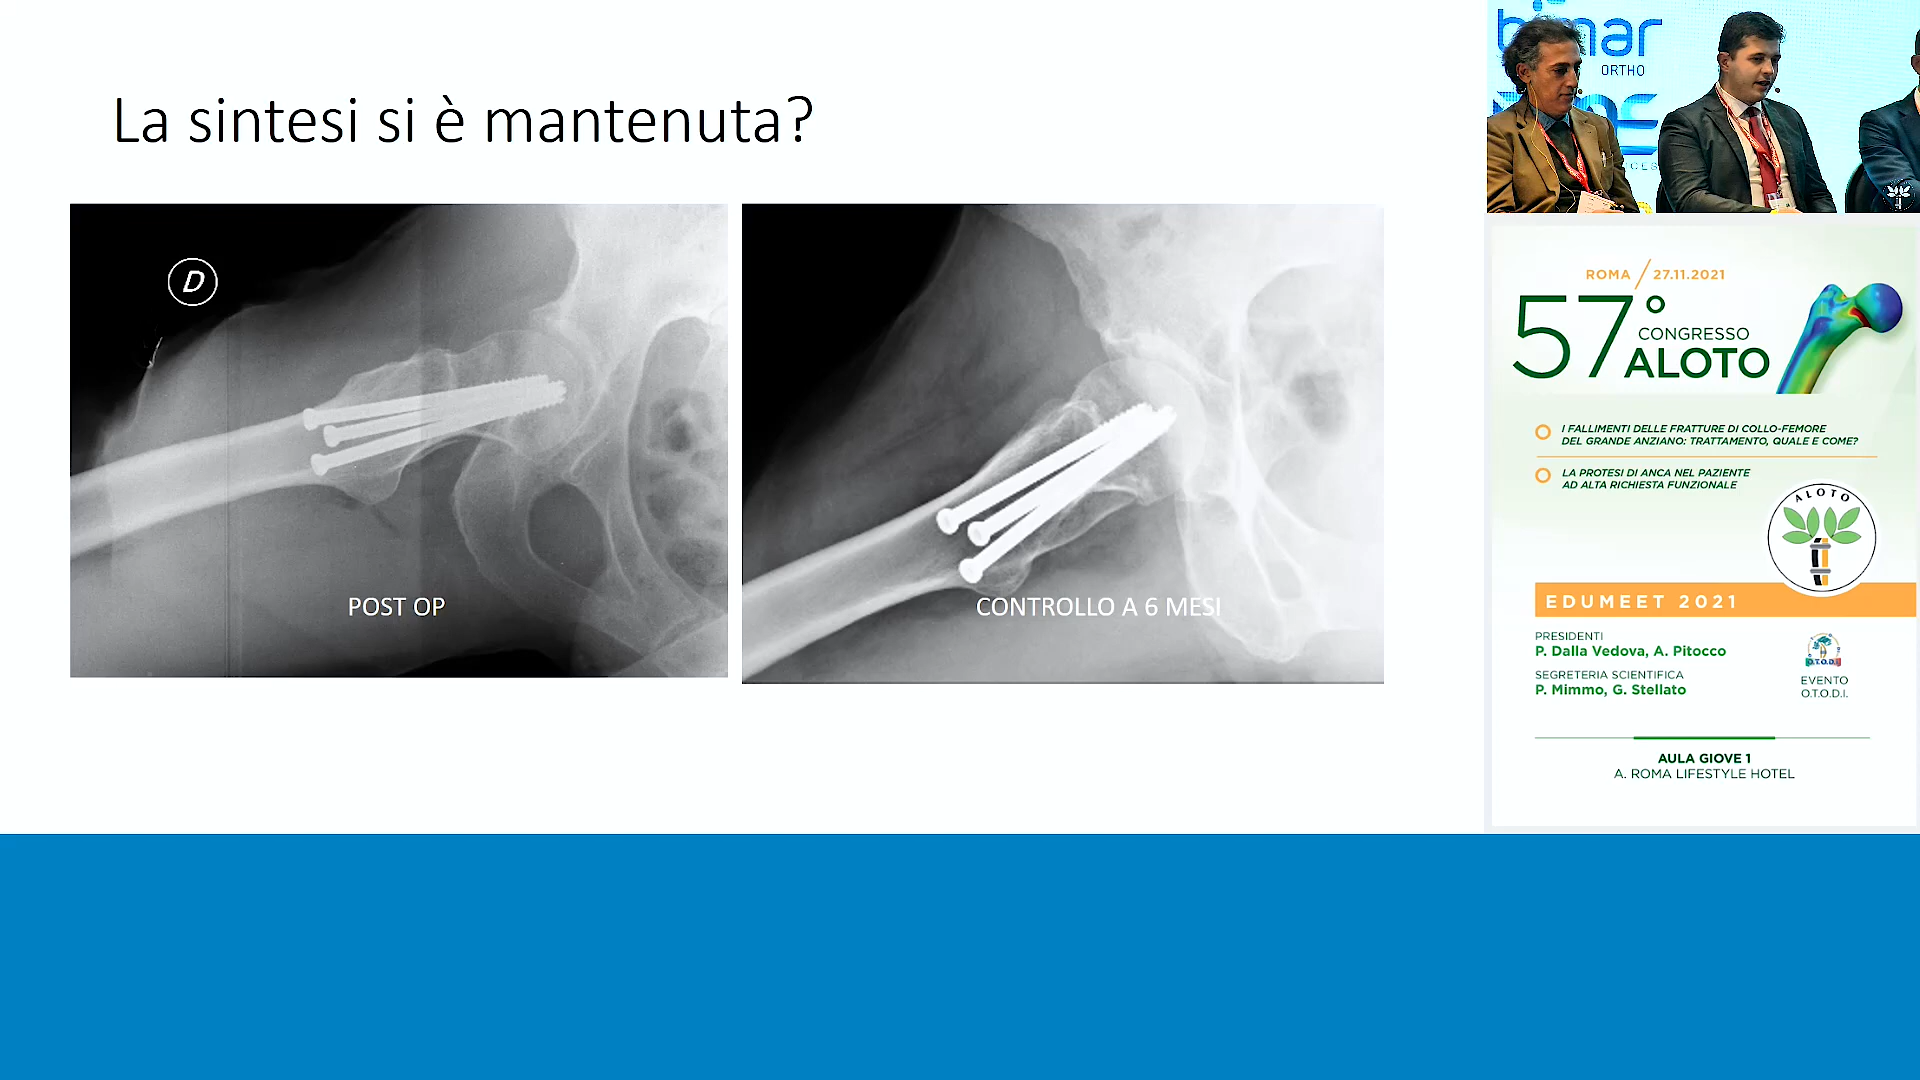 La sintesi si è mantenuta?
D
POST OP
CONTROLLO A 6 MESI
bimar
ORTHO
ROMA / 27.11.2021
57°
CONGRESSO
ALOTO
I FALLIMENTI DELLE FRATTURE DI COLLO-FEMORE
DEL GRANDE ANZIANO: TRATTAMENTO, QUALE E COME?
LA PROTESI DI ANCA NEL PAZIENTE
AD ALTA RICHIESTA FUNZIONALE
ALOTO
EDUMEET 2021
PRESIDENTI
P. Dalla Vedova, A. Pitocco
SEGRETERIA SCIENTIFICA
P. Mimmo, G. Stellato
O.T.O.D.I.
EVENTO
O.T.O.D.I.
AULA GIOVE 1
A. ROMA LIFESTYLE HOTEL